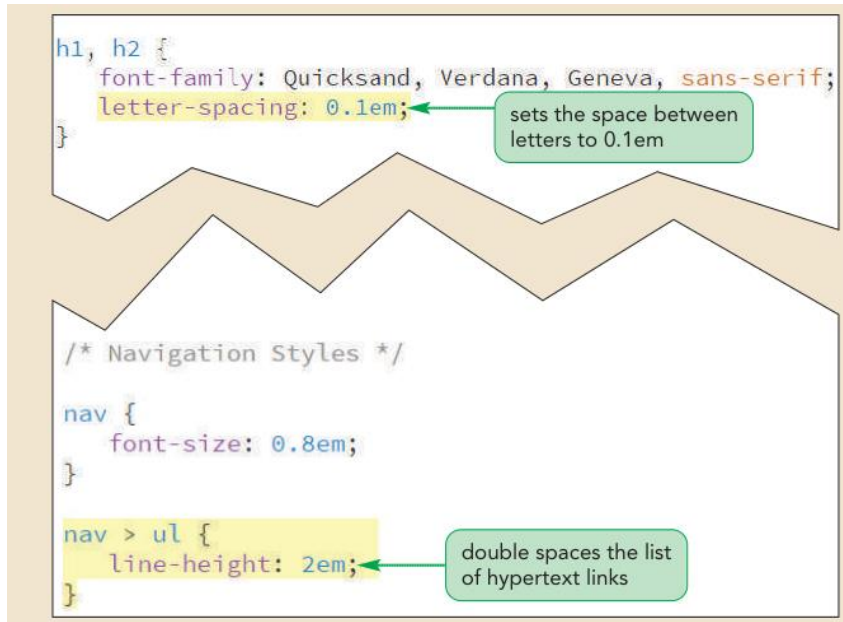 h1, h2 {
font-family: Quicksand, Verdana, Geneva, sans-serif;
letter-spacing: 0.1em;
}
sets the space between
letters to 0.1em
/* Navigation Styles */
nav {
font-size: 0.8em;
}
nav > ul {
line-height: 2em;
}
double spaces the list
of hypertext links